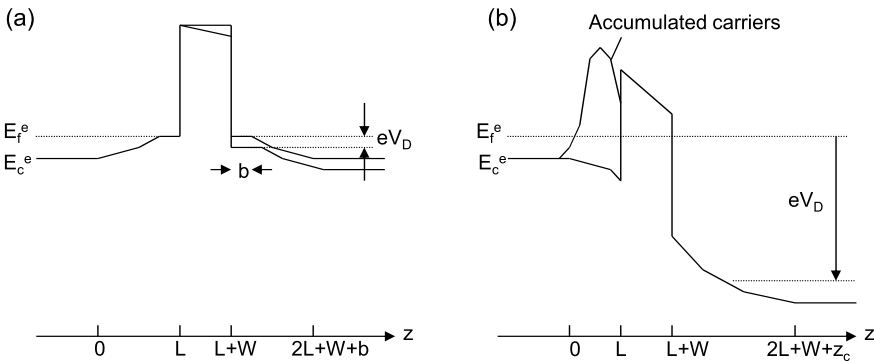 (a)
E_f^e
E_c^e
eV_D
b
0
L
L+W
2L+W+b
z
(b)
Accumulated carriers
E_f^e
E_c^e
eV_D
0
L
L+W
2L+W+z_c
z